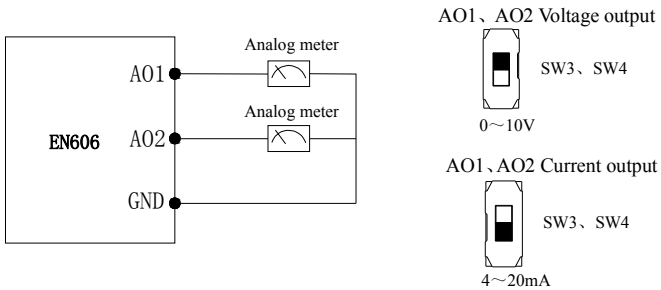 AO1、AO2 Voltage output
Analog meter
AO1
SW3、SW4
Analog meter
EN606
AO2
0～10V
AO1、AO2 Current output
GND
SW3、SW4
4～20mA